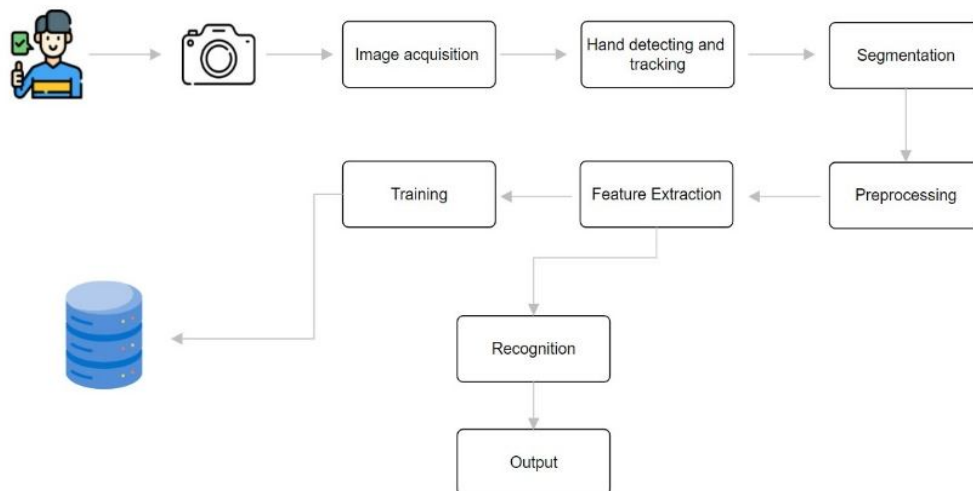 Image acquisition
Hand detecting and
tracking
Segmentation
Training
Feature Extraction
Preprocessing
Recognition
Output